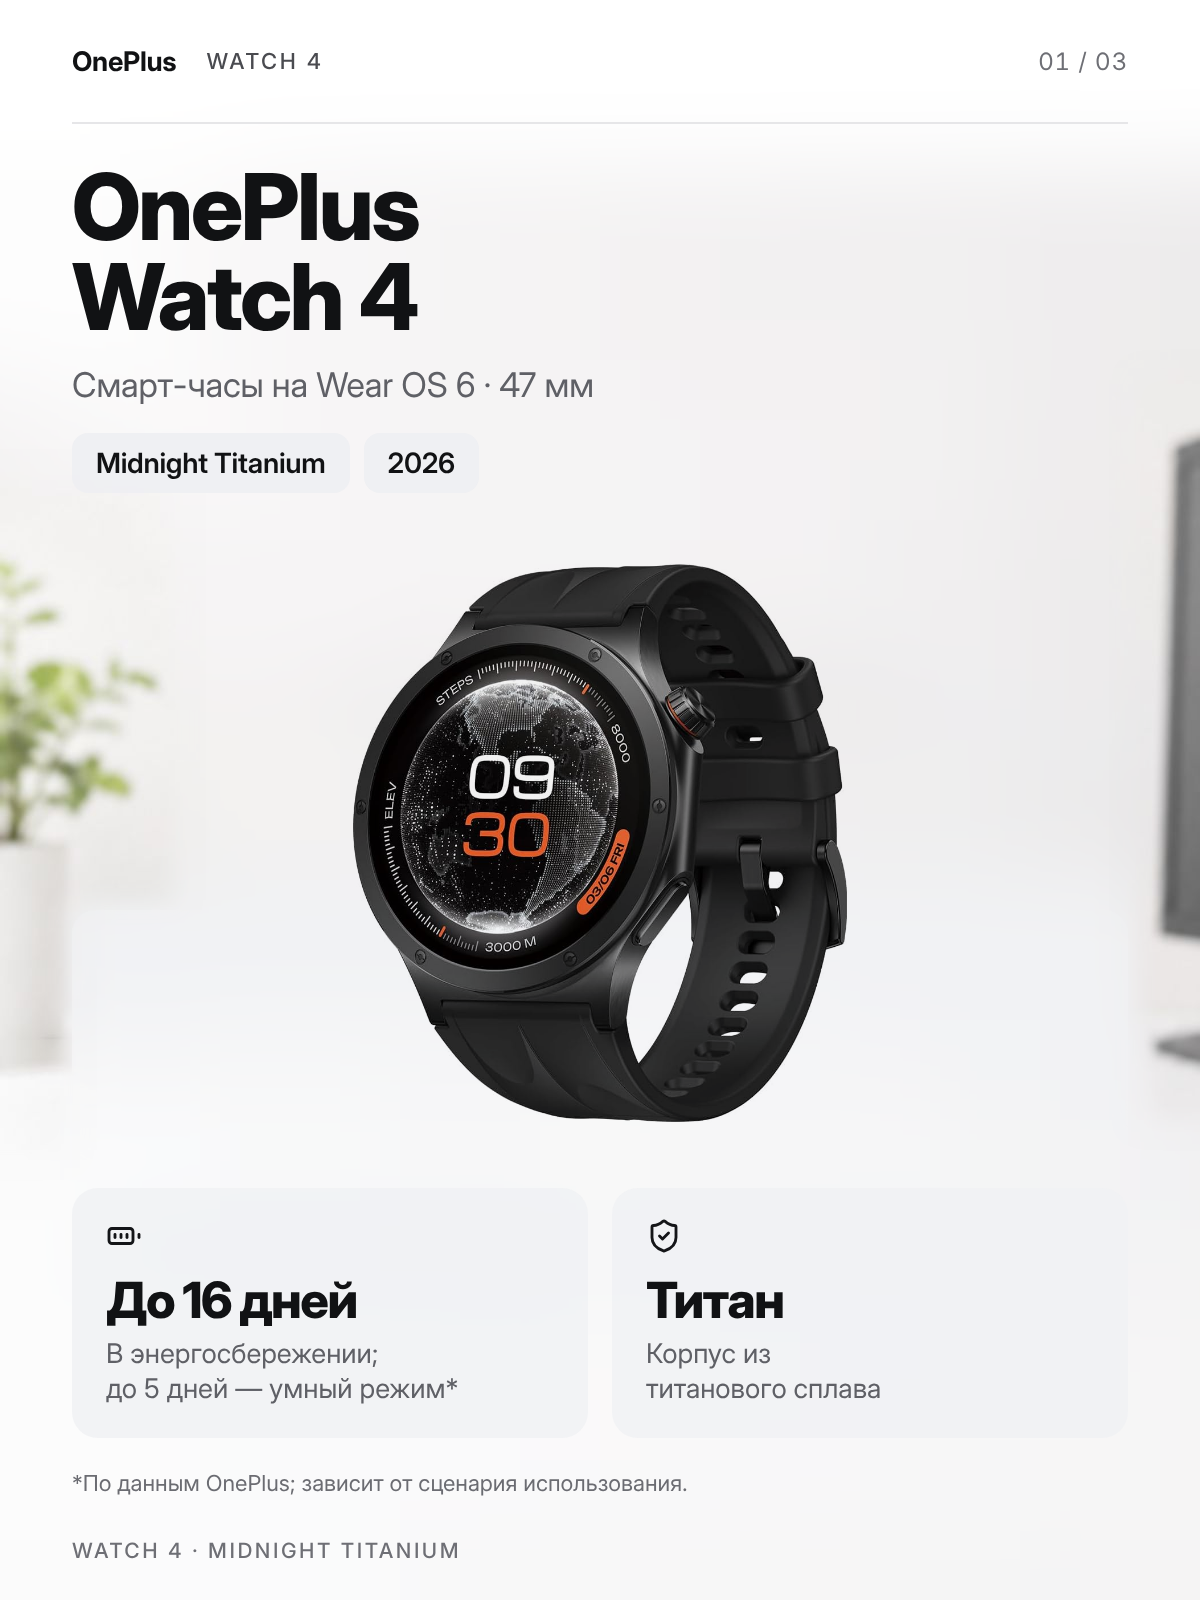 OnePlus WATCH 4 01 / 03
OnePlus
Watch 4
Смарт-часы на Wear OS 6 · 47 мм
Midnight Titanium 2026
STEPS
8000
ELEV
09
30
03/06 FRI
3000 M
До 16 дней
В энергосбережении;
до 5 дней — умный режим*
Титан
Корпус из
титанового сплава
*По данным OnePlus; зависит от сценария использования.
WATCH 4 · MIDNIGHT TITANIUM